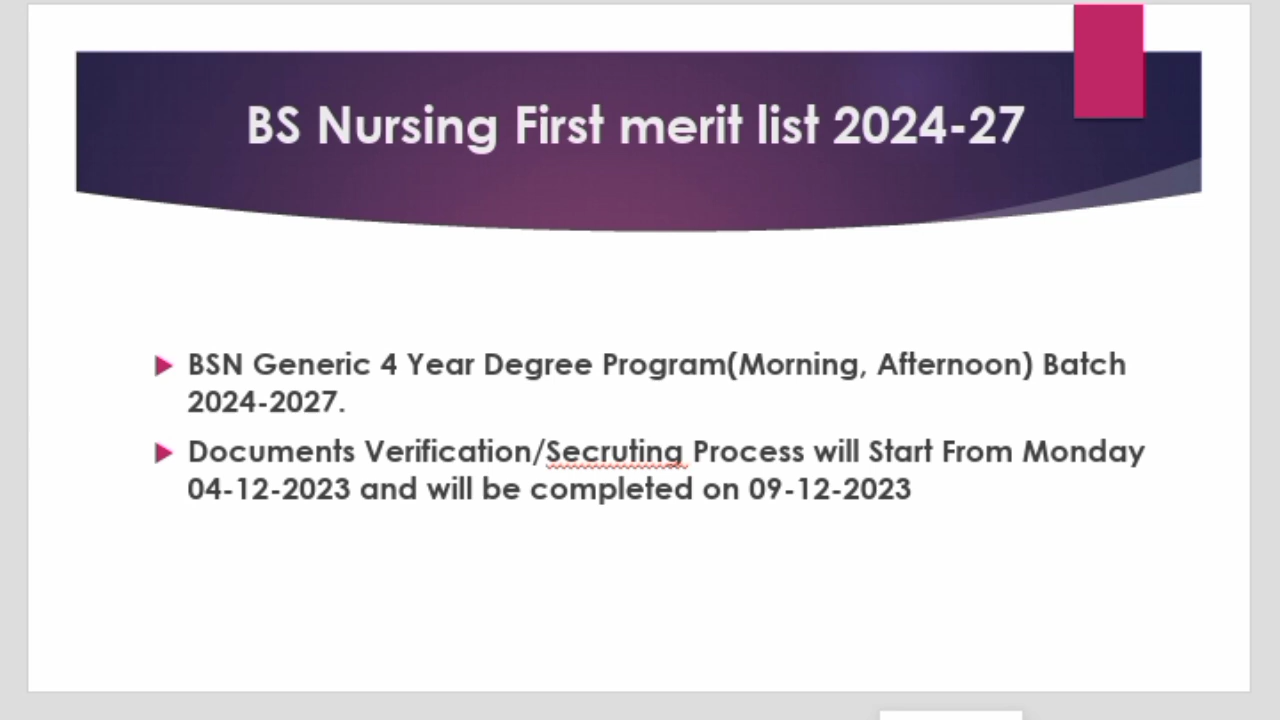 BS Nursing First merit list 2024-27
BSN Generic 4 Year Degree Program(Morning, Afternoon) Batch
2024-2027.
Documents Verification/Secruting Process will Start From Monday
04-12-2023 and will be completed on 09-12-2023